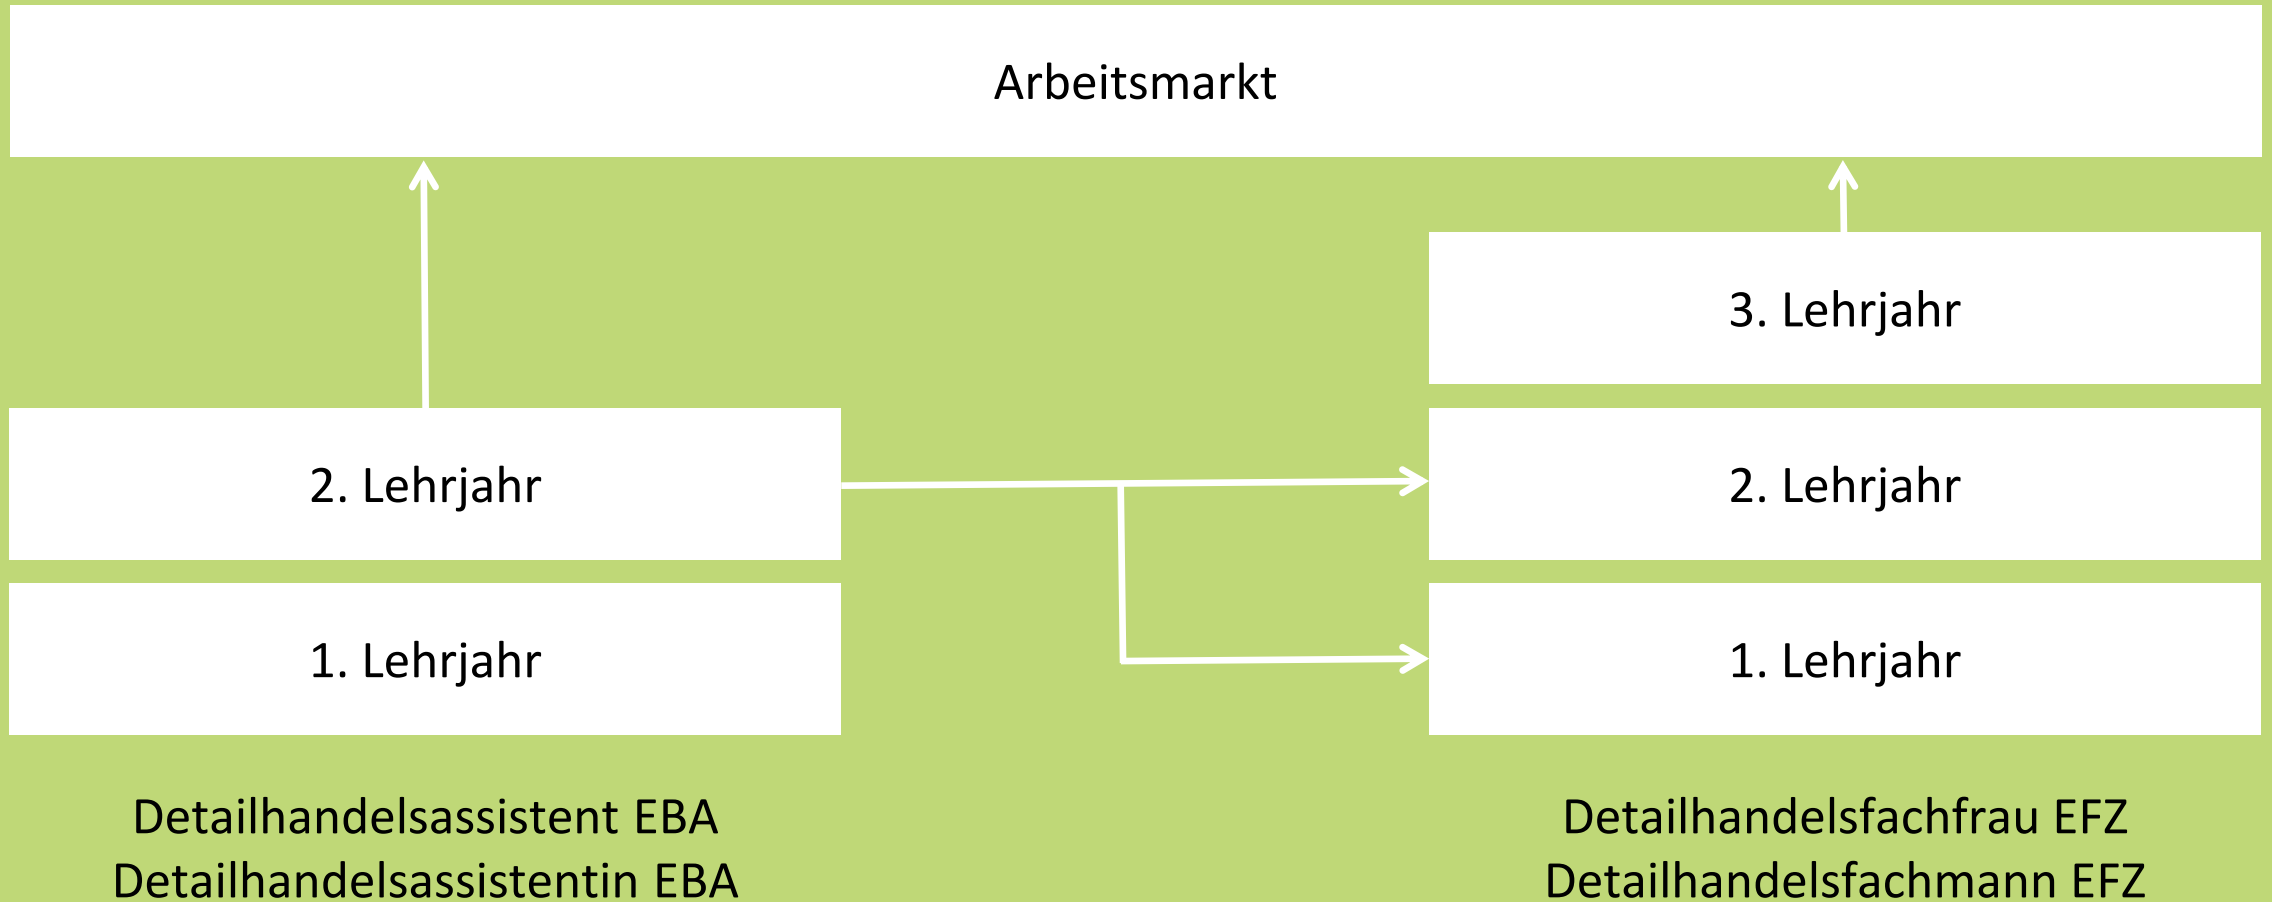 Arbeitsmarkt
3. Lehrjahr
2. Lehrjahr
2. Lehrjahr
1. Lehrjahr
1. Lehrjahr
Detailhandelsassistent EBA
Detailhandelsassistentin EBA
Detailhandelsfachfrau EFZ
Detailhandelsfachmann EFZ